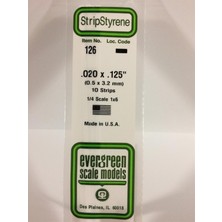 StripStyrene
Item No. Loc. Code
126
.020 x .125"
(0.5 x 3.2 mm)
10 Strips
1/4 Scale 1x6
Made in U.S.A.
evergreen
scale models
Des Plaines, IL 60018